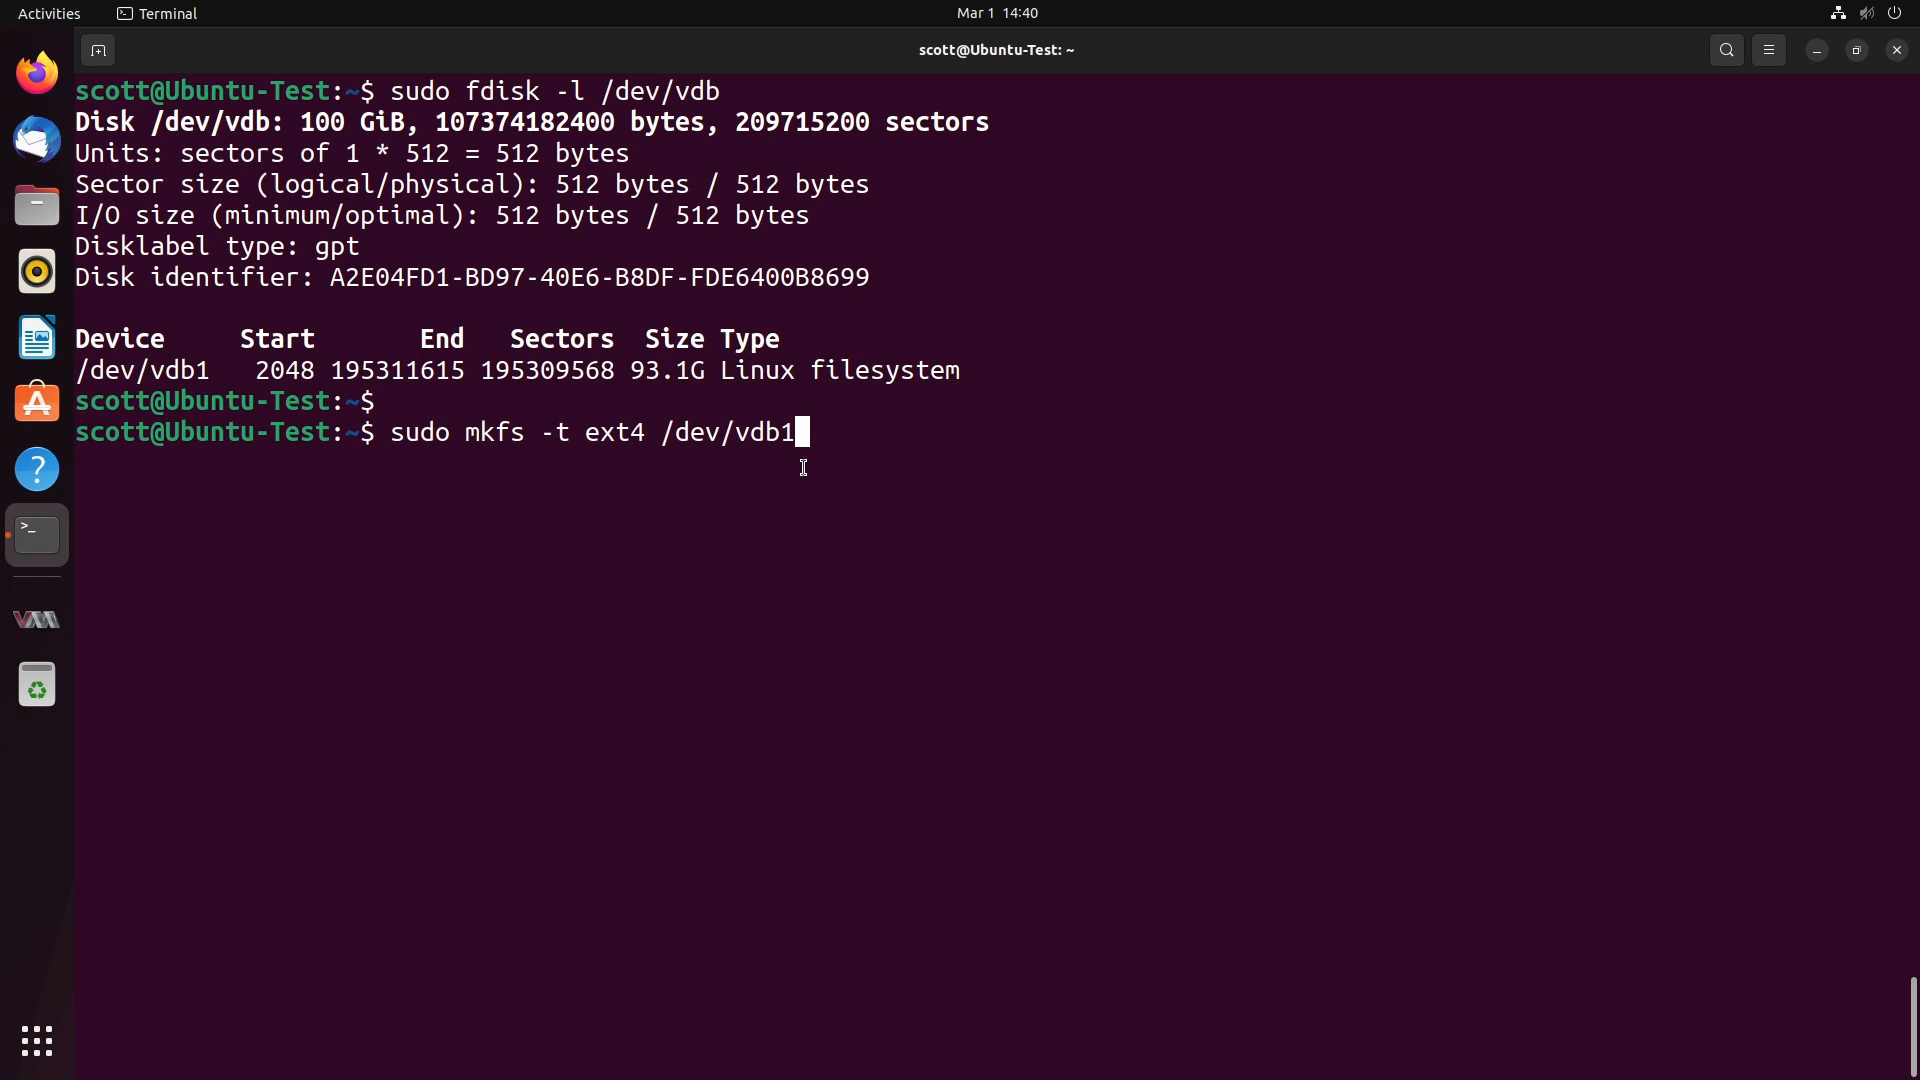 Activities
Terminal
Mar 1 14:40
scott@Ubuntu-Test: ~
scott@Ubuntu-Test:~$ sudo fdisk -l /dev/vdb
Disk /dev/vdb: 100 GiB, 107374182400 bytes, 209715200 sectors
Units: sectors of 1 * 512 = 512 bytes
Sector size (logical/physical): 512 bytes / 512 bytes
I/O size (minimum/optimal): 512 bytes / 512 bytes
Disklabel type: gpt
Disk identifier: A2E04FD1-BD97-40E6-B8DF-FDE6400B8699
Device     Start       End   Sectors  Size Type
/dev/vdb1   2048 195311615 195309568 93.1G Linux filesystem
scott@Ubuntu-Test:~$
scott@Ubuntu-Test:~$ sudo mkfs -t ext4 /dev/vdb1